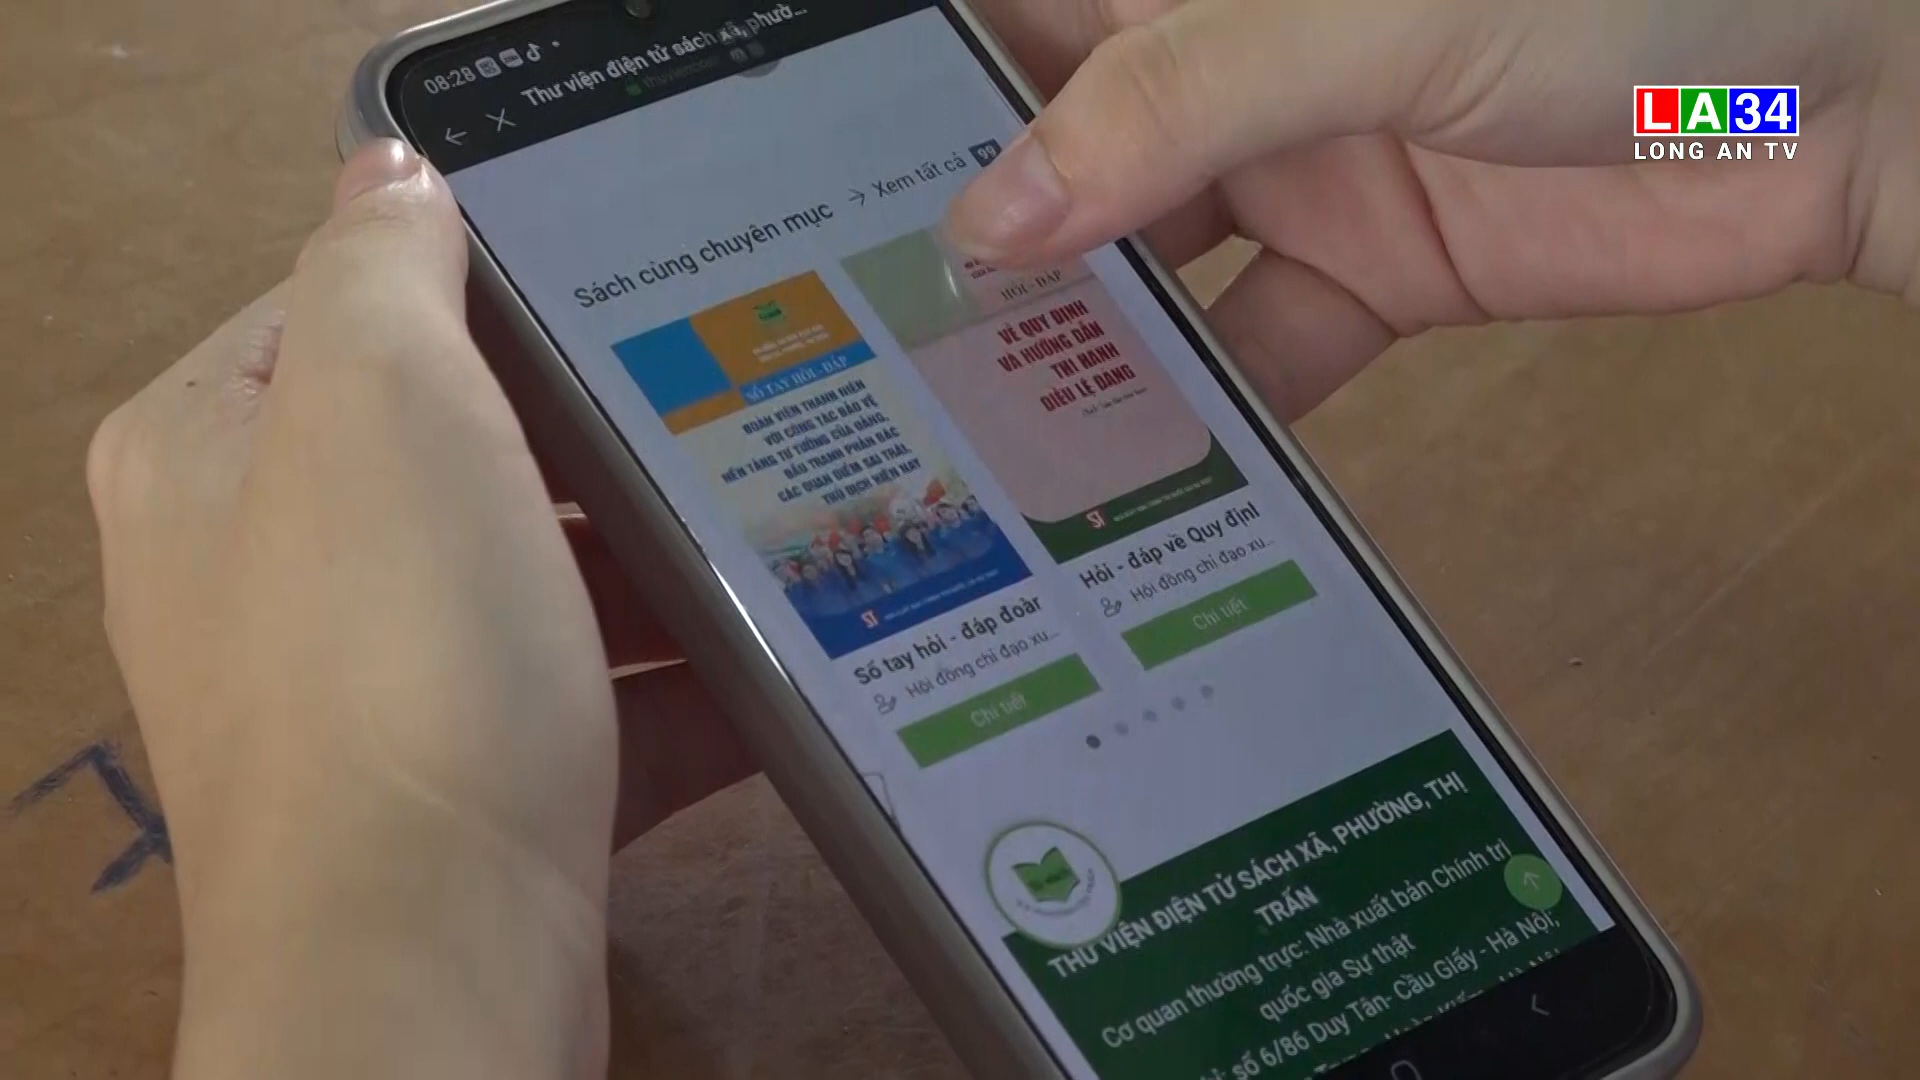 LA34
LONG AN TV
08:28
Thư viện điện tử sách xã, phườ...
Sách cùng chuyên mục
→ Xem tất cả 99
SỔ TAY HỎI - ĐÁP
ĐOÀN VIÊN THANH NIÊN
VỚI CÔNG TÁC BẢO VỆ
NỀN TẢNG TƯ TƯỞNG CỦA ĐẢNG,
ĐẤU TRANH PHẢN BÁC
CÁC QUAN ĐIỂM SAI TRÁI,
THÙ ĐỊCH HIỆN NAY
ST
Sổ tay hỏi - đáp đoàn
Hội đồng chỉ đạo xu...
Chi tiết
HỎI - ĐÁP
VỀ QUY ĐỊNH
VÀ HƯỚNG DẪN
THI HÀNH
ĐIỀU LỆ ĐẢNG
ST
Hỏi - đáp về Quy định
Hội đồng chỉ đạo xu...
Chi tiết
THƯ VIỆN ĐIỆN TỬ SÁCH XÃ, PHƯỜNG, THỊ
TRẤN
Cơ quan thường trực: Nhà xuất bản Chính trị
quốc gia Sự thật
số 6/86 Duy Tân- Cầu Giấy - Hà Nội;